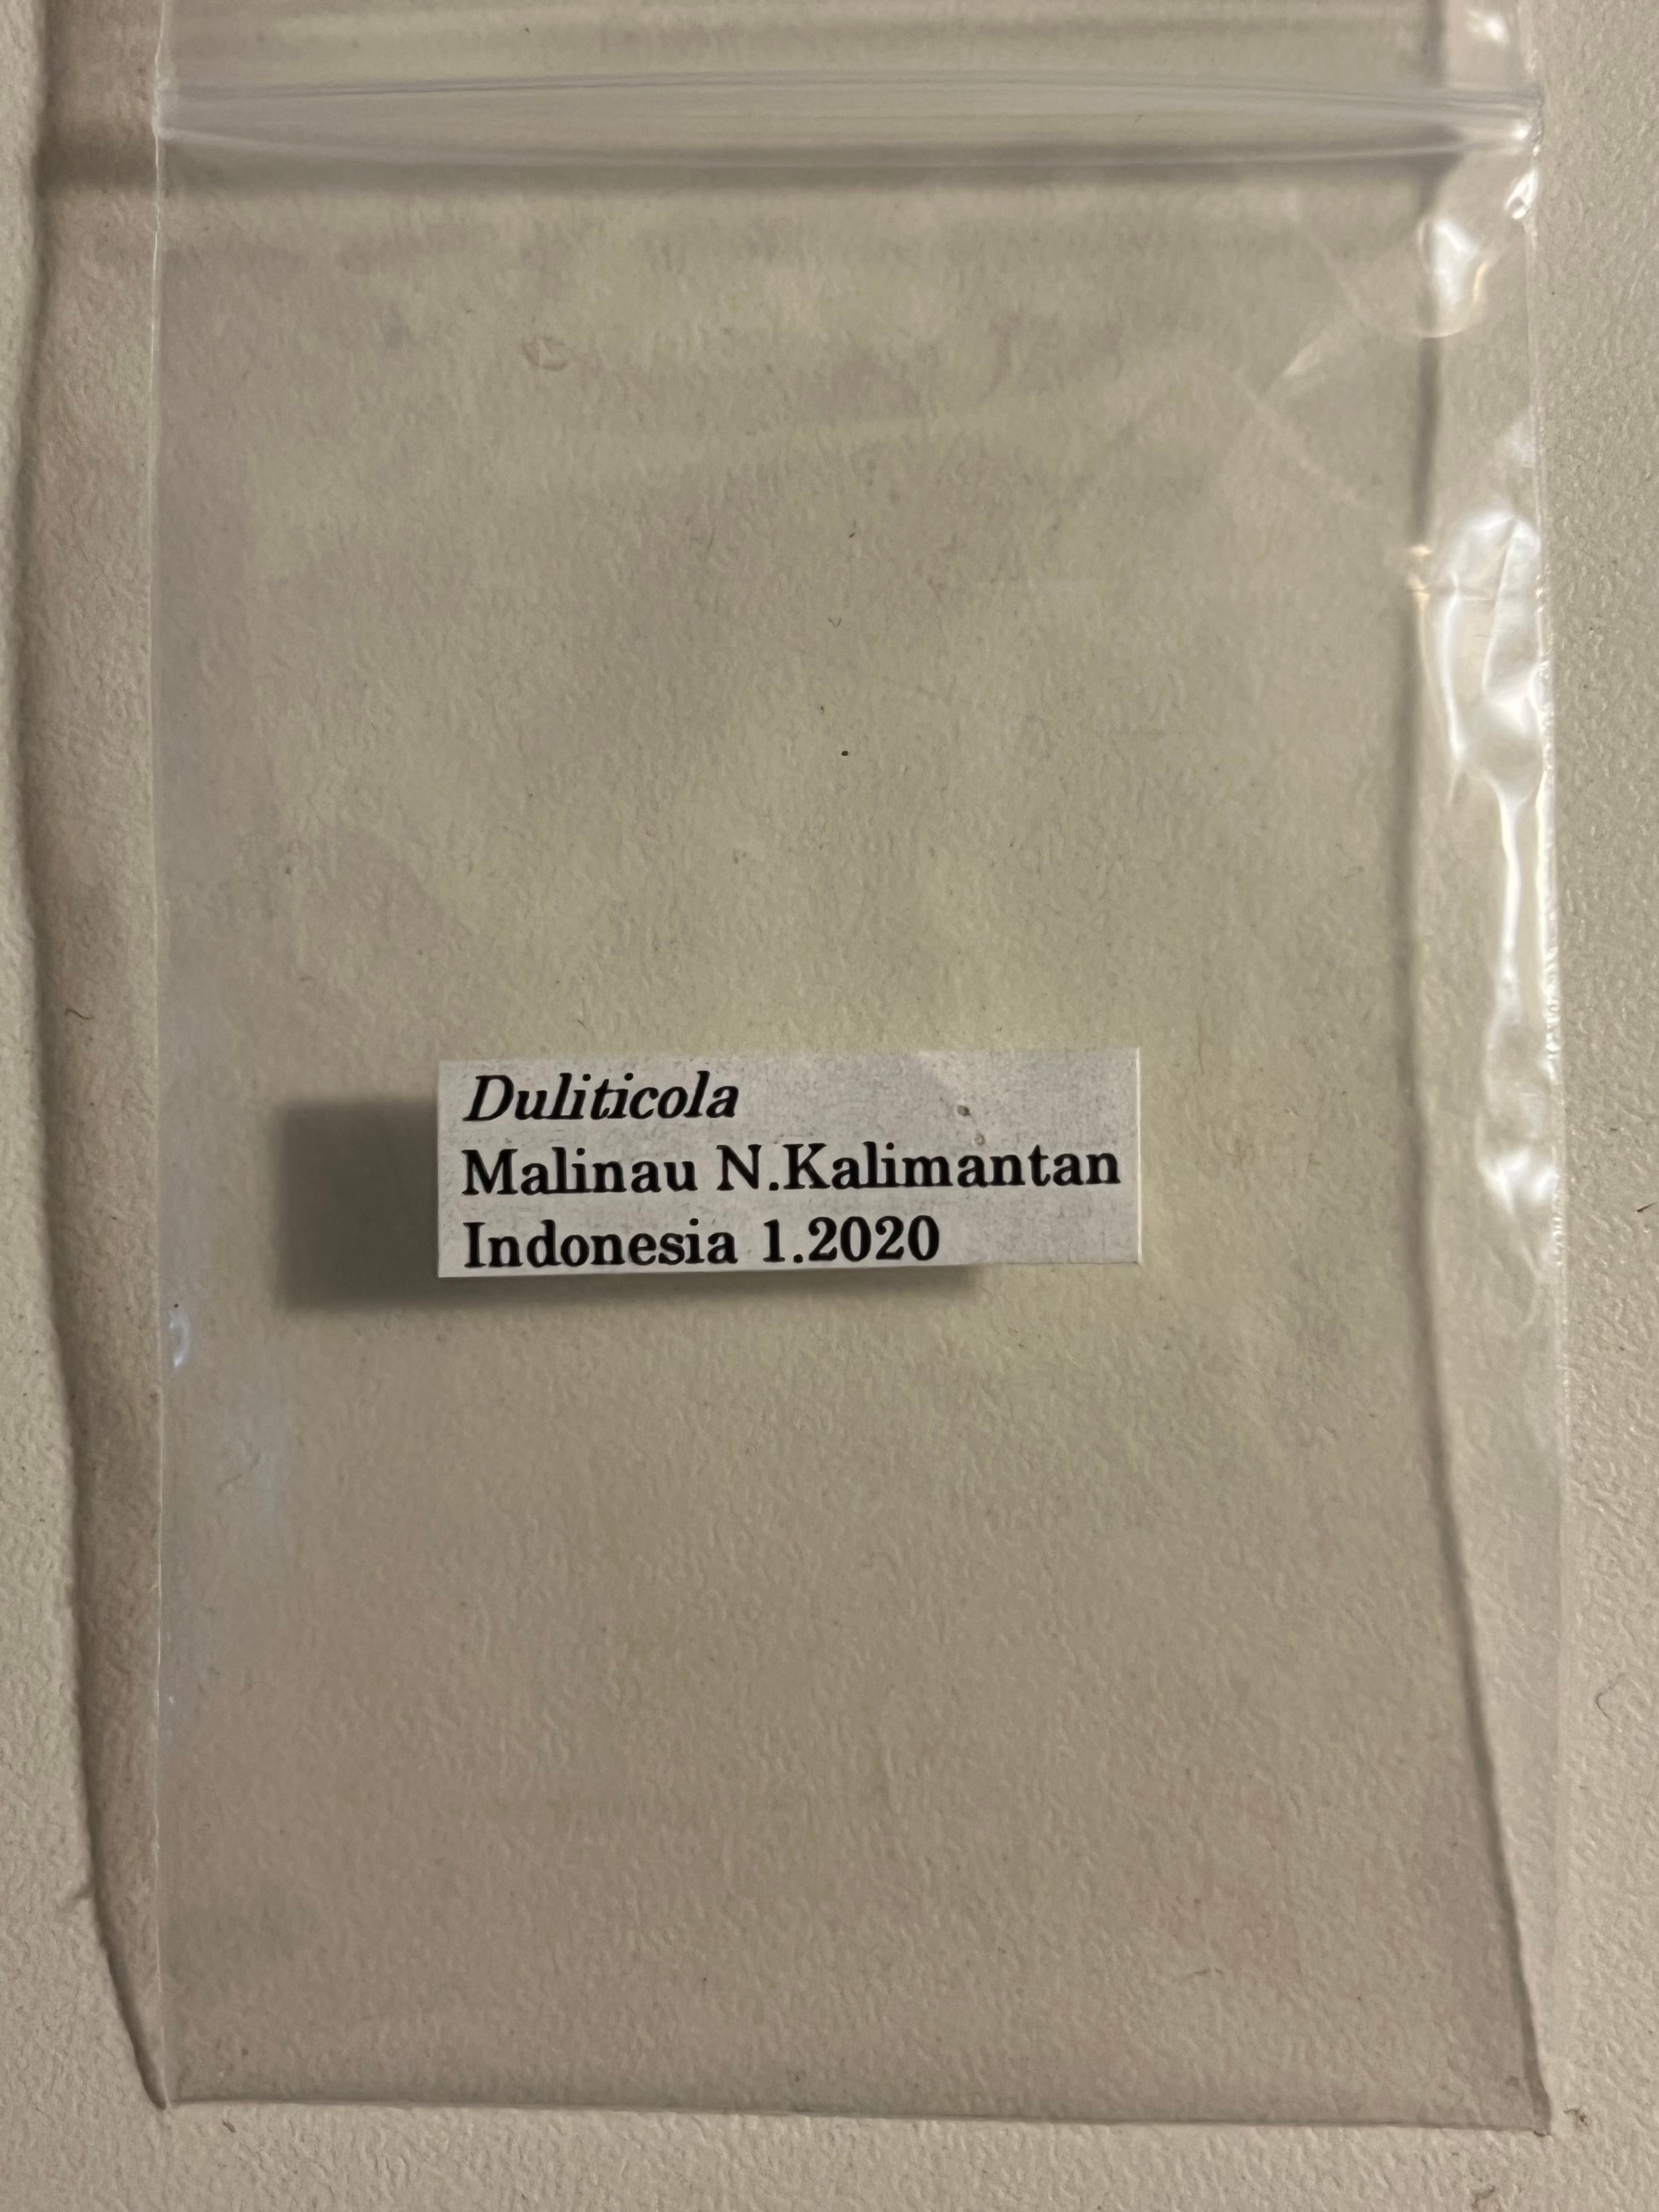 Duliticola
Malinau N.Kalimantan
Indonesia 1.2020